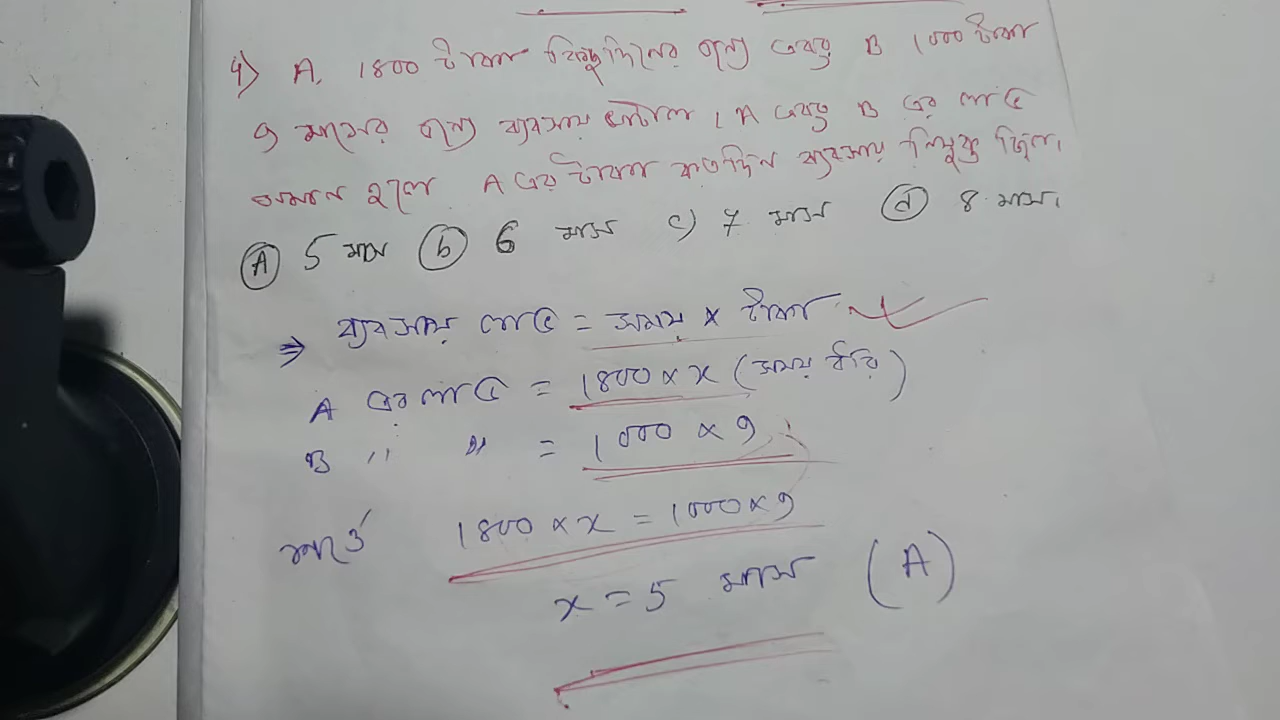 4) A, 1800 টাকা কিছুদিনের জন্য এবং B 1000 টাকা
9 মাসের জন্য ব্যবসায় খাটাল। A এবং B এর লাভ
সমান হলে A এর টাকা কতদিন ব্যবসায় নিযুক্ত ছিল।
(A) 5 মাস (b) 6 মাস c) 7 মাস (d) 8 মাস।
⇒ ব্যবসায় লাভ = সময় × টাকা
A এর লাভ = 1800 × x (সময় ধরি)
B '' '' = 1000 × 9
শর্তে 1800 × x = 1000 × 9
x = 5 মাস (A)